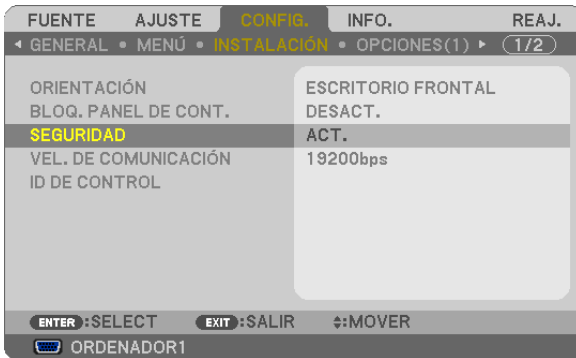 FUENTE AJUSTE CONFIG. INFO. REAJ.
GENERAL • MENÚ • INSTALACIÓN • OPCIONES(1) 1/2
ORIENTACIÓN ESCRITORIO FRONTAL
BLOQ. PANEL DE CONT. DESACT.
SEGURIDAD ACT.
VEL. DE COMUNICACIÓN 19200bps
ID DE CONTROL
ENTER :SELECT EXIT :SALIR :MOVER
ORDENADOR1